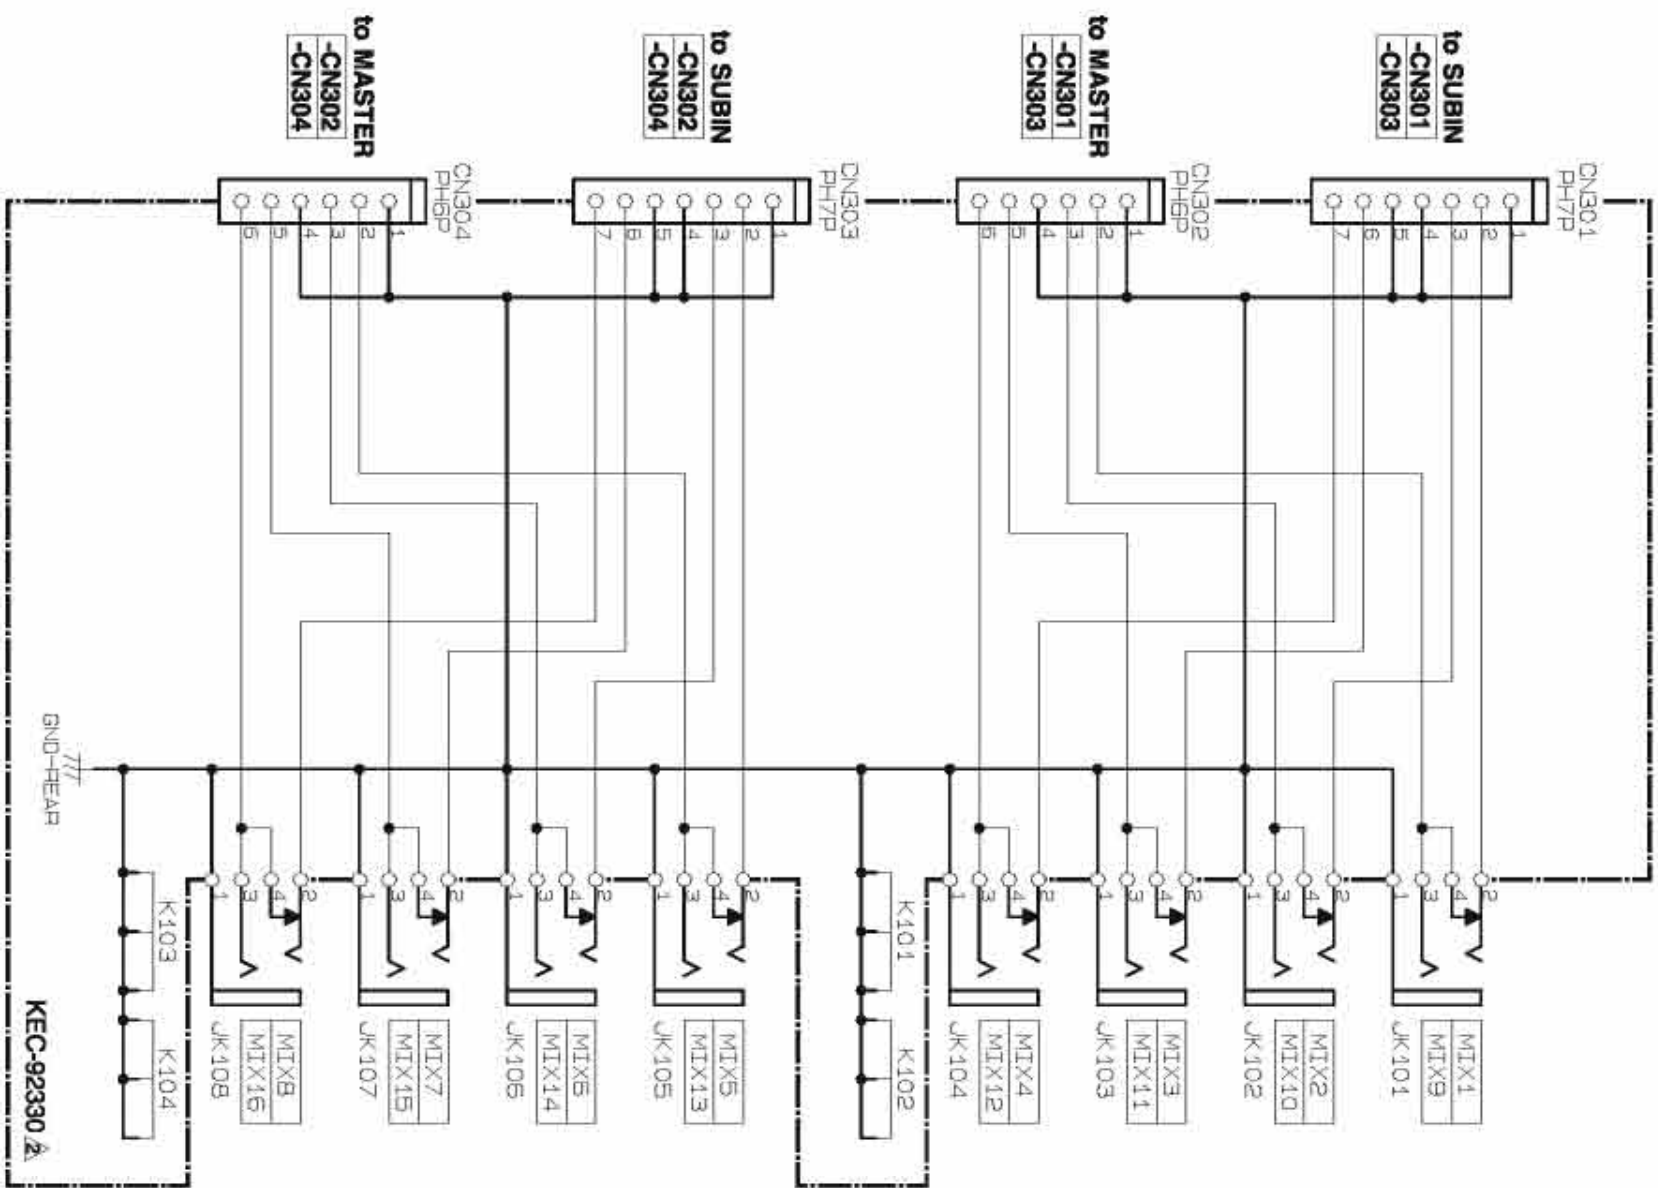 to MASTER
-CN302
-CN304
to SUBIN
-CN302
-CN304
to MASTER
-CN301
-CN303
to SUBIN
-CN301
-CN303
CN304
PH6P
CN303
PH7P
CN302
PH6P
CN301
PH7P
6 5 4 3 2 1
7 6 5 4 3 2 1
6 5 4 3 2 1
7 6 5 4 3 2 1
GND-REAR
1 3 4 2
1 3 4 2
1 3 4 2
1 3 4 2
1 3 4 2
1 3 4 2
1 3 4 2
1 3 4 2
K103
K104
MIX8
MIX16
JK108
MIX7
MIX15
JK107
MIX6
MIX14
JK106
MIX5
MIX13
JK105
K101
K102
MIX4
MIX12
JK104
MIX3
MIX11
JK103
MIX2
MIX10
JK102
MIX1
MIX9
JK101
KEC-92330 2